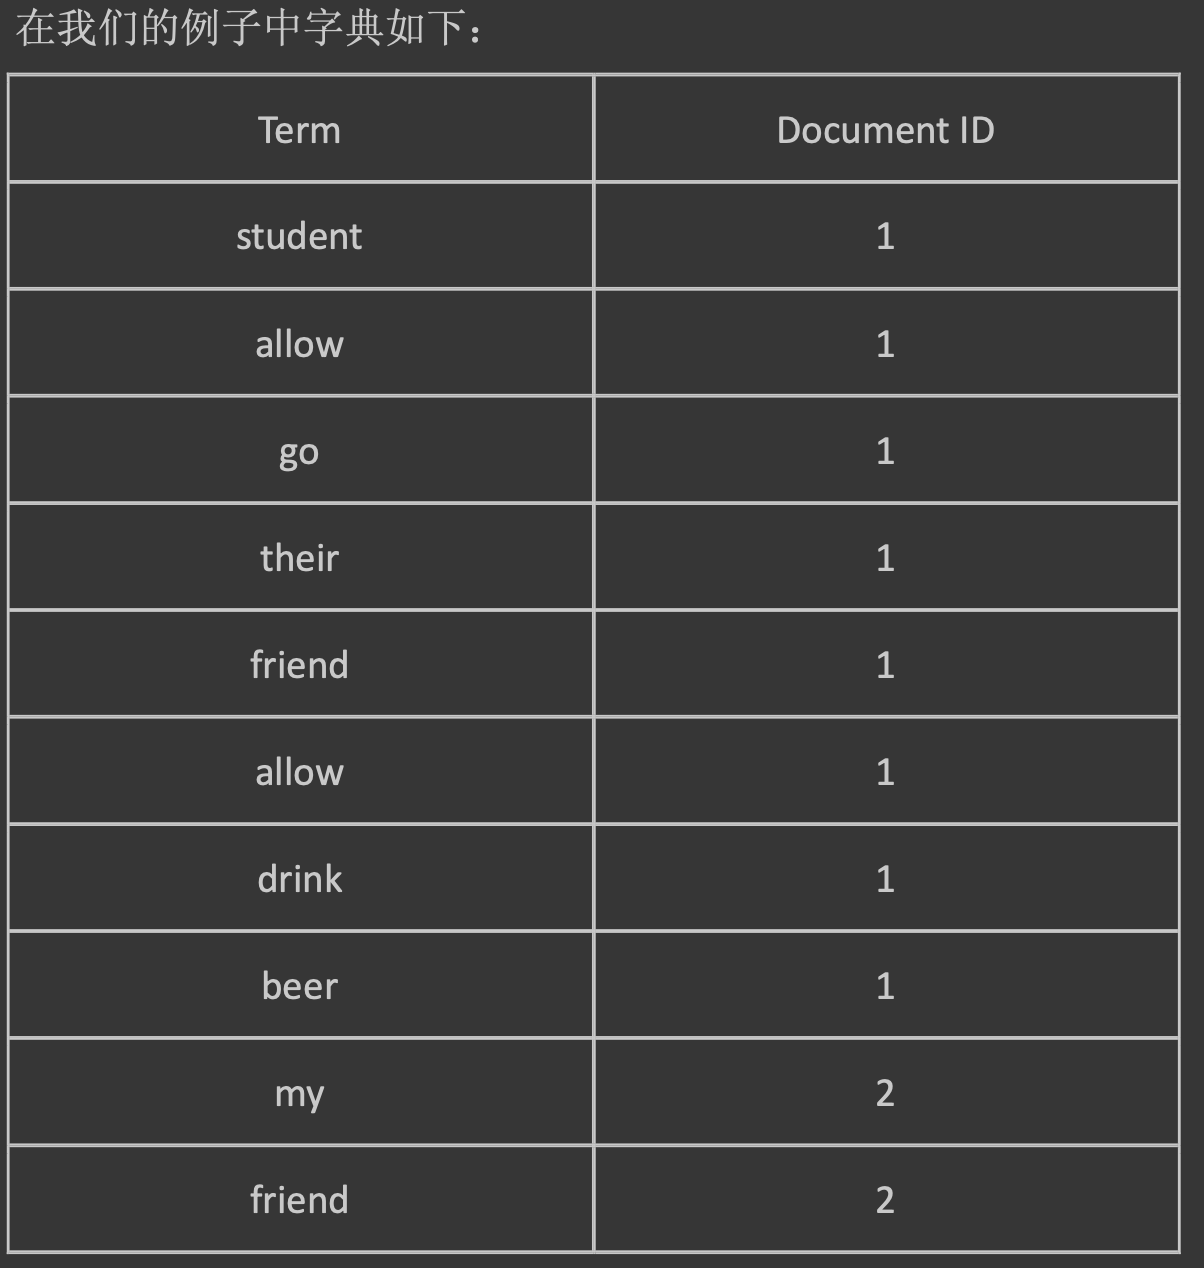 在我们的例子中字典如下：
Term Document ID
student 1
allow 1
go 1
their 1
friend 1
allow 1
drink 1
beer 1
my 2
friend 2